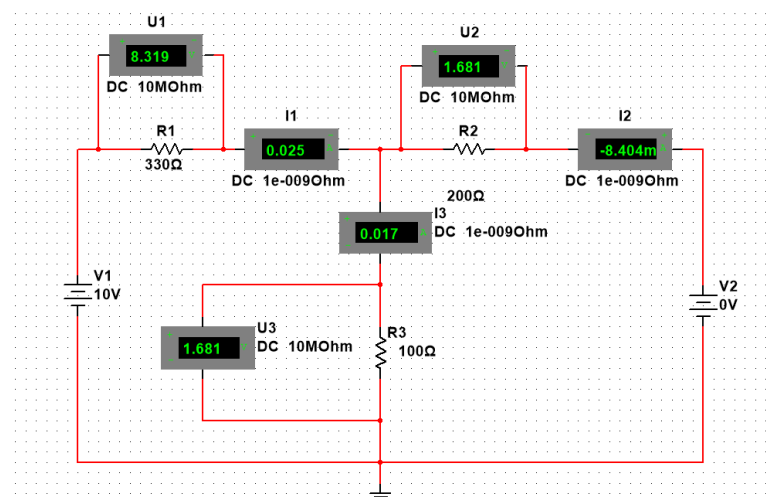 U1
8.319
DC 10MOhm
U2
1.681
DC 10MOhm
R1
330Ω
I1
0.025
DC 1e-009Ohm
R2
200Ω
I2
-8.404m
DC 1e-009Ohm
I3
0.017
DC 1e-009Ohm
V1
10V
V2
0V
U3
1.681
DC 10MOhm
R3
100Ω